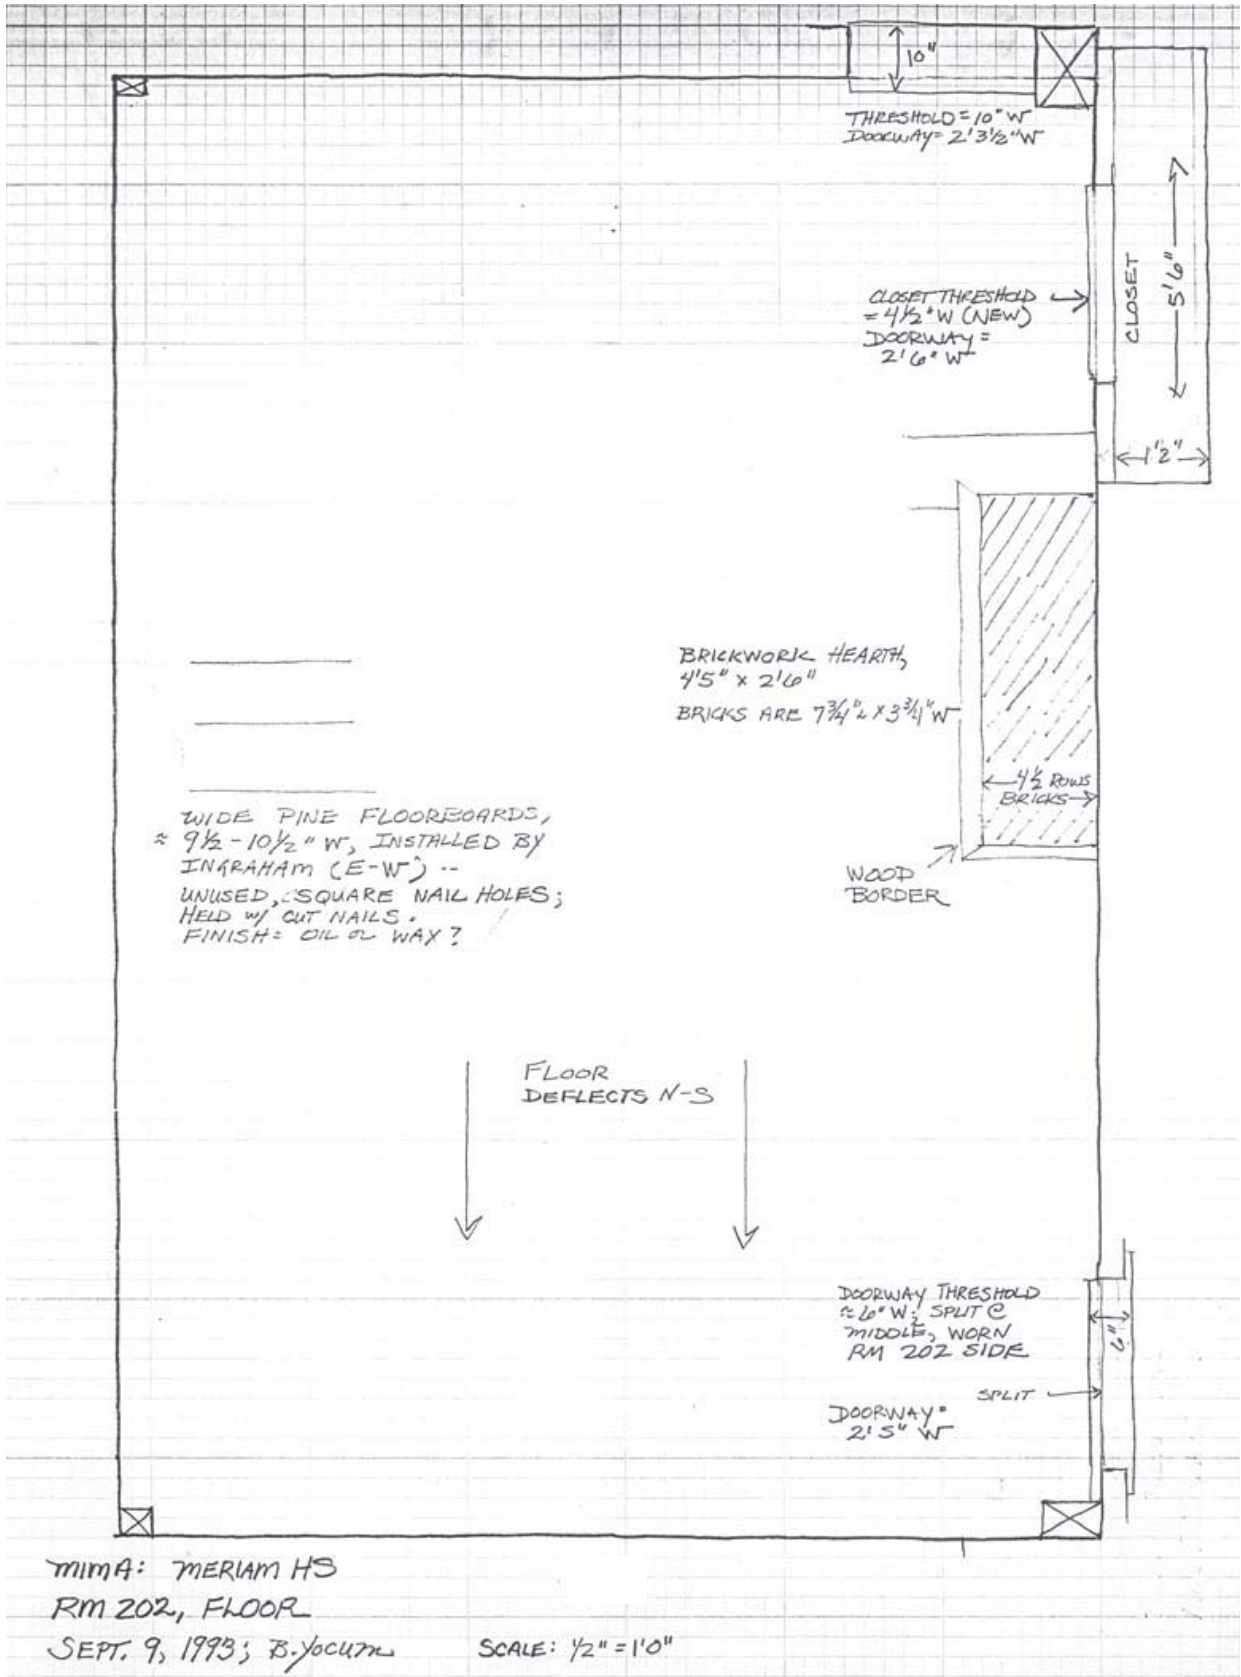 10"
THRESHOLD = 10" W
DOORWAY = 2'3½" W
CLOSET THRESHOLD
= 4½" W (NEW)
DOORWAY =
2'6" W
CLOSET
5'6"
1'2"
BRICKWORK HEARTH,
4'5" x 2'6"
BRICKS ARE 7¾" L x 3¾" W
4½ ROWS
BRICKS
WOOD
BORDER
WIDE PINE FLOORBOARDS,
≈ 9½ - 10½" W, INSTALLED BY
INGRAHAM (E-W) --
UNUSED, SQUARE NAIL HOLES;
HELD W/ CUT NAILS.
FINISH = OIL OR WAX?
FLOOR
DEFLECTS N-S
DOORWAY THRESHOLD
≈ 6" W; SPLIT @
MIDDLE, WORN
RM 202 SIDE
6"
SPLIT
DOORWAY =
2'5" W
MIMA: MERIAM HS
RM 202, FLOOR
SEPT. 9, 1993; B. YOCUM
SCALE: ½" = 1'0"